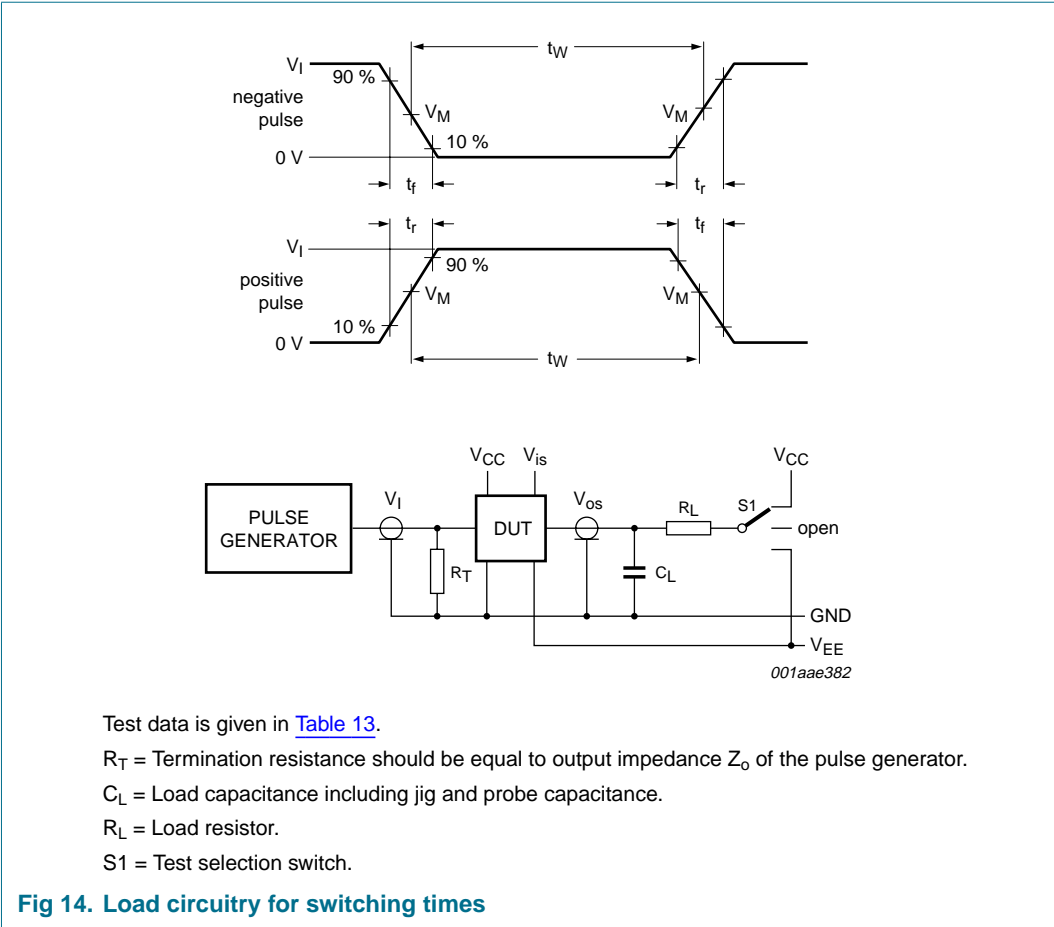 tW
VI
90 %
negative
pulse
VM
VM
10 %
0 V
tf
tr
tr
tf
VI
90 %
positive
pulse
VM
VM
10 %
0 V
tW
VCC
Vis
VCC
PULSE
GENERATOR
VI
DUT
Vos
RL
S1
open
RT
CL
GND
VEE
001aae382
Test data is given in Table 13.
RT = Termination resistance should be equal to output impedance Zo of the pulse generator.
CL = Load capacitance including jig and probe capacitance.
RL = Load resistor.
S1 = Test selection switch.
Fig 14. Load circuitry for switching times